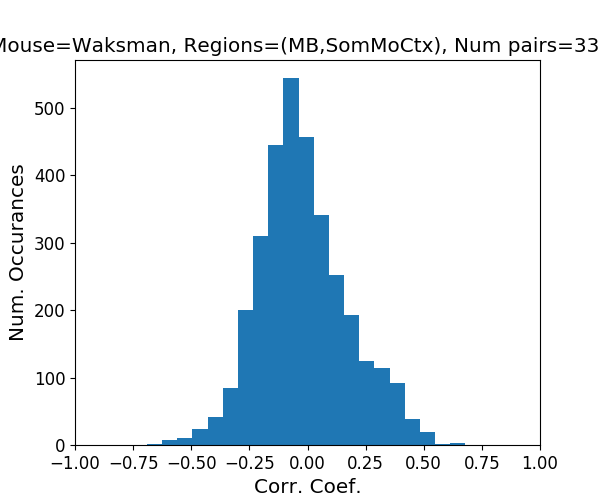 Mouse=Waksman, Regions=(MB,SomMoCtx), Num pairs=33
Num. Occurances
500
400
300
200
100
0
−1.00 −0.75 −0.50 −0.25 0.00 0.25 0.50 0.75 1.00
Corr. Coef.